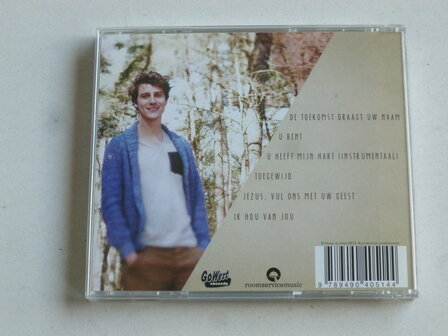 DE TOEKOMST DRAAGT UW NAAM
U BENT
U HEEFT MIJN HART (INSTRUMENTAAL)
TOEGEWIJD
JEZUS, VUL ONS MET UW GEEST
IK HOU VAN JOU
GoWest
records
roomservicemusic
9 789490 405144